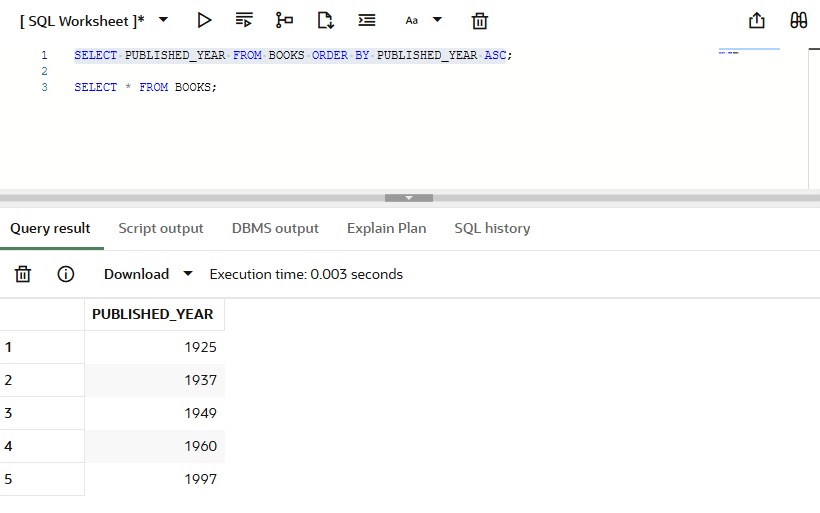 [ SQL Worksheet ]*
Aa
1 SELECT PUBLISHED_YEAR FROM BOOKS ORDER BY PUBLISHED_YEAR ASC;
2
3 SELECT * FROM BOOKS;
Query result Script output DBMS output Explain Plan SQL history
Download Execution time: 0.003 seconds
PUBLISHED_YEAR
1 1925
2 1937
3 1949
4 1960
5 1997